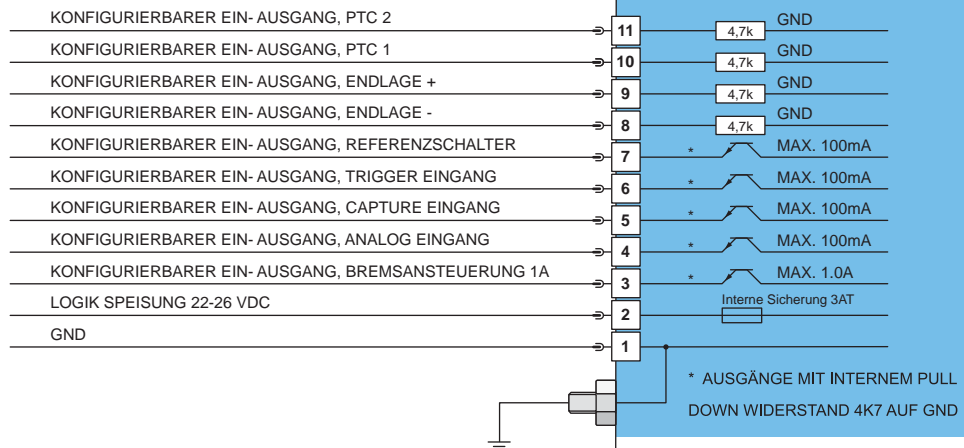 KONFIGURIERBARER EIN- AUSGANG, PTC 2 11 4,7k GND
KONFIGURIERBARER EIN- AUSGANG, PTC 1 10 4,7k GND
KONFIGURIERBARER EIN- AUSGANG, ENDLAGE + 9 4,7k GND
KONFIGURIERBARER EIN- AUSGANG, ENDLAGE - 8 4,7k GND
KONFIGURIERBARER EIN- AUSGANG, REFERENZSCHALTER 7 * MAX. 100mA
KONFIGURIERBARER EIN- AUSGANG, TRIGGER EINGANG 6 * MAX. 100mA
KONFIGURIERBARER EIN- AUSGANG, CAPTURE EINGANG 5 * MAX. 100mA
KONFIGURIERBARER EIN- AUSGANG, ANALOG EINGANG 4 * MAX. 100mA
KONFIGURIERBARER EIN- AUSGANG, BREMSANSTEUERUNG 1A 3 * MAX. 1.0A
LOGIK SPEISUNG 22-26 VDC 2 Interne Sicherung 3AT
GND 1
* AUSGÄNGE MIT INTERNEM PULL
DOWN WIDERSTAND 4K7 AUF GND